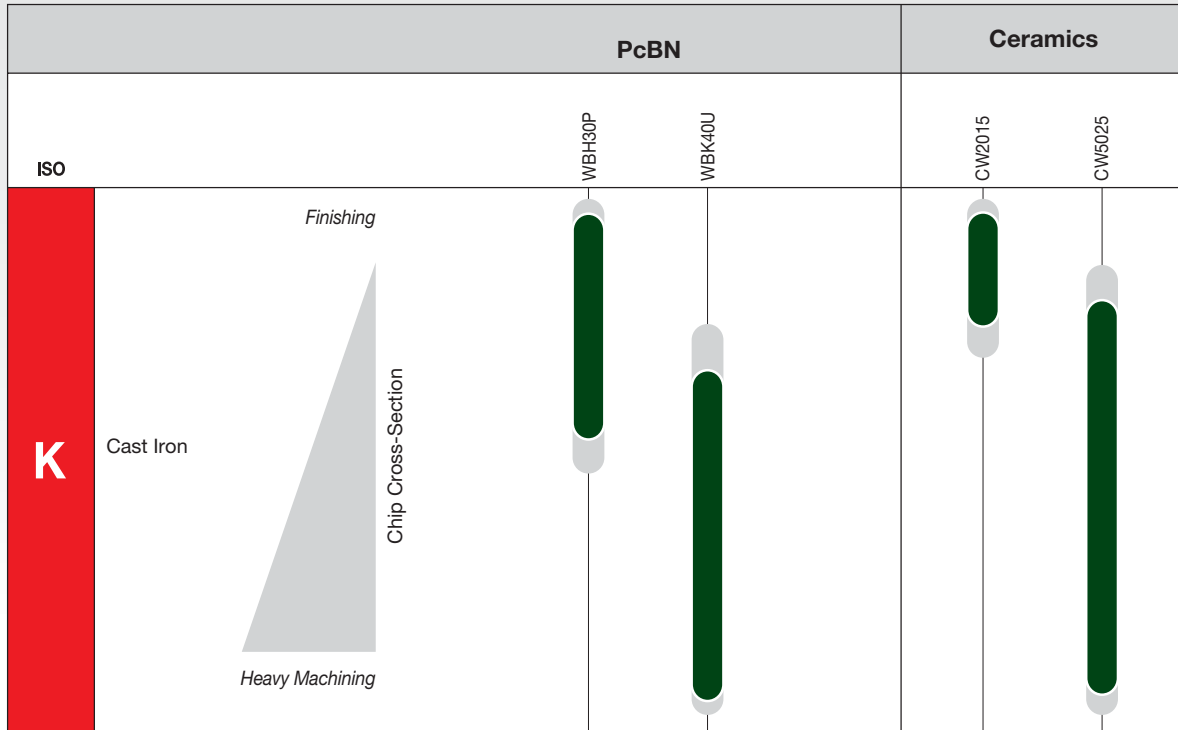 PcBN
Ceramics
ISO
WBH30P
WBK40U
CW2015
CW5025
K
Cast Iron
Finishing
Chip Cross-Section
Heavy Machining